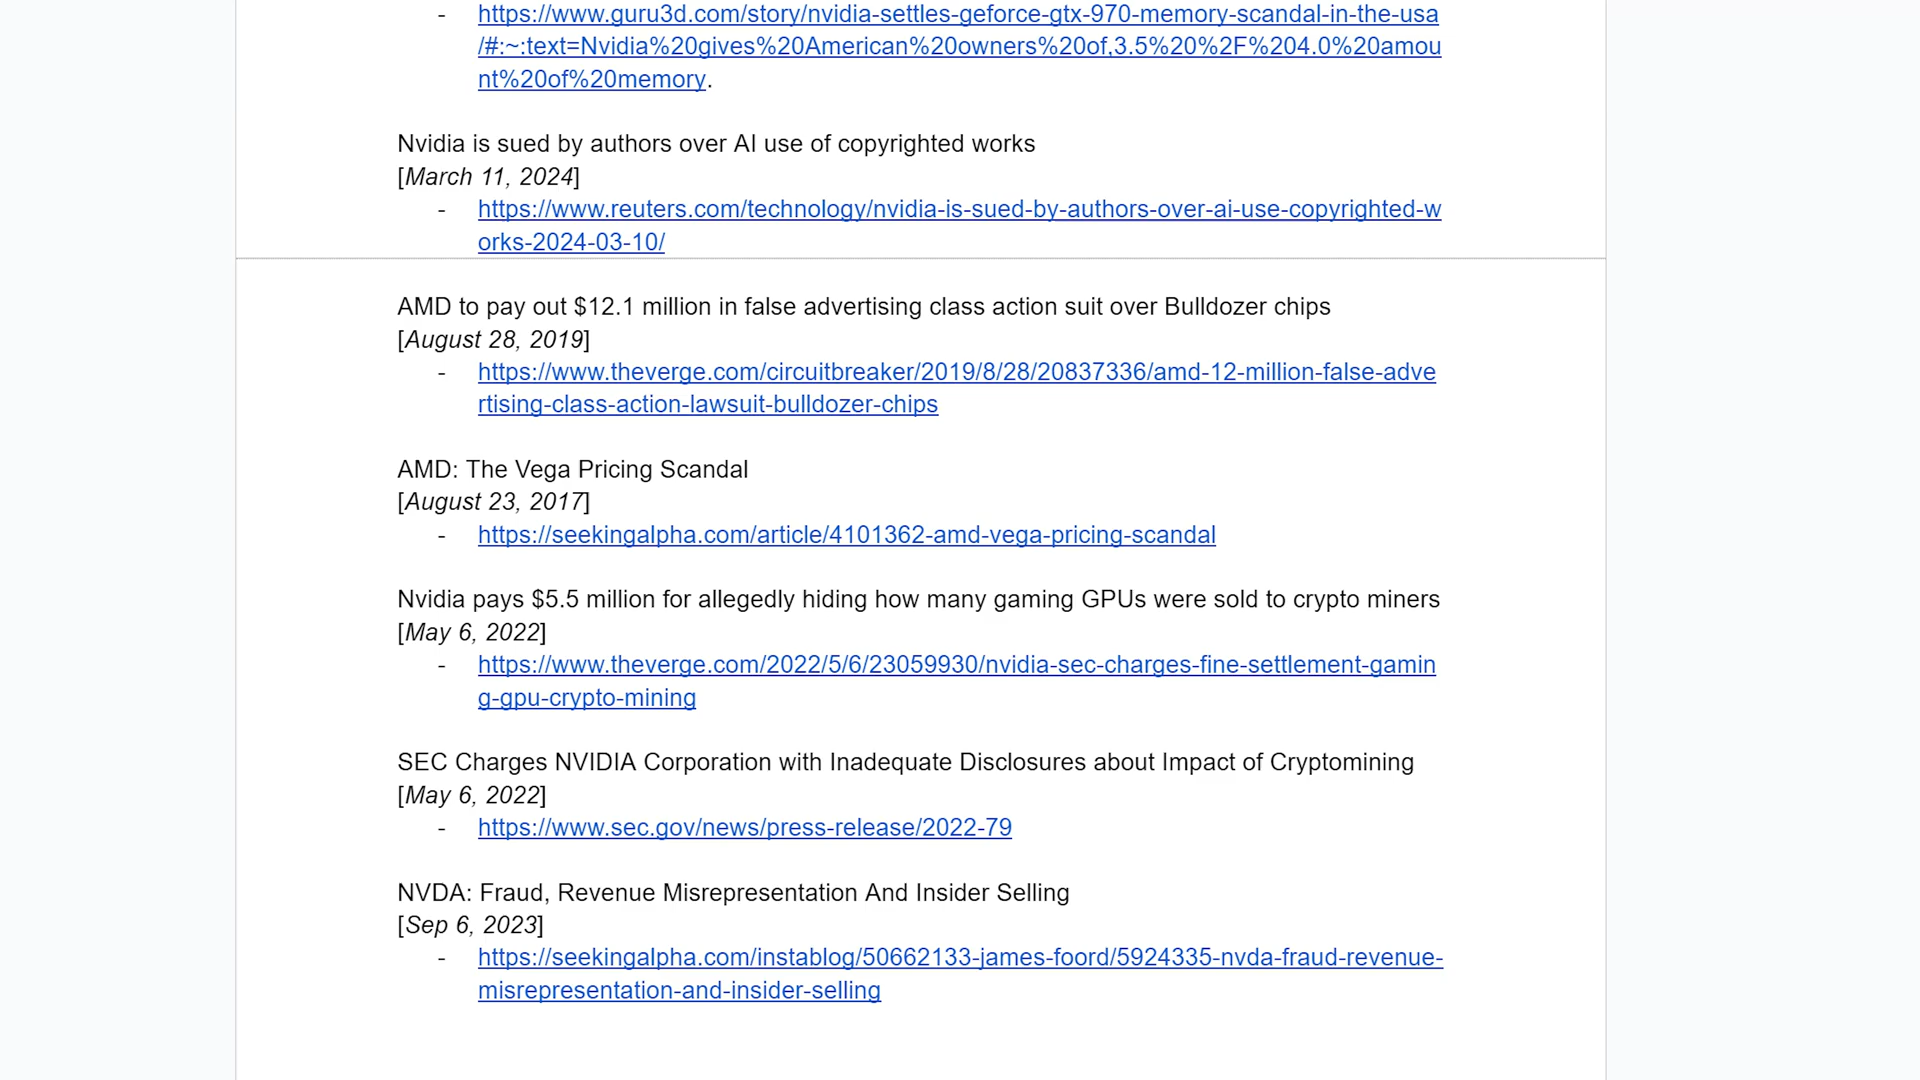 - https://www.guru3d.com/story/nvidia-settles-geforce-gtx-970-memory-scandal-in-the-usa
/#:~:text=Nvidia%20gives%20American%20owners%20of,3.5%20%2F%204.0%20amou
nt%20of%20memory.
Nvidia is sued by authors over AI use of copyrighted works
[March 11, 2024]
- https://www.reuters.com/technology/nvidia-is-sued-by-authors-over-ai-use-copyrighted-w
orks-2024-03-10/
AMD to pay out $12.1 million in false advertising class action suit over Bulldozer chips
[August 28, 2019]
- https://www.theverge.com/circuitbreaker/2019/8/28/20837336/amd-12-million-false-adve
rtising-class-action-lawsuit-bulldozer-chips
AMD: The Vega Pricing Scandal
[August 23, 2017]
- https://seekingalpha.com/article/4101362-amd-vega-pricing-scandal
Nvidia pays $5.5 million for allegedly hiding how many gaming GPUs were sold to crypto miners
[May 6, 2022]
- https://www.theverge.com/2022/5/6/23059930/nvidia-sec-charges-fine-settlement-gamin
g-gpu-crypto-mining
SEC Charges NVIDIA Corporation with Inadequate Disclosures about Impact of Cryptomining
[May 6, 2022]
- https://www.sec.gov/news/press-release/2022-79
NVDA: Fraud, Revenue Misrepresentation And Insider Selling
[Sep 6, 2023]
- https://seekingalpha.com/instablog/50662133-james-foord/5924335-nvda-fraud-revenue-
misrepresentation-and-insider-selling